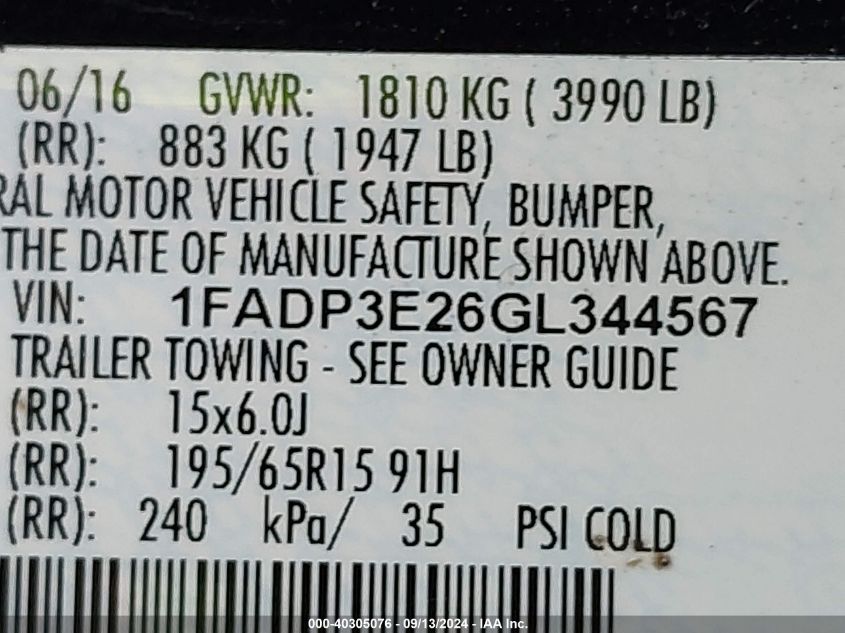 06/16 GVWR: 1810 KG ( 3990 LB)
(RR): 883 KG ( 1947 LB)
RAL MOTOR VEHICLE SAFETY, BUMPER,
THE DATE OF MANUFACTURE SHOWN ABOVE.
VIN: 1FADP3E26GL344567
TRAILER TOWING - SEE OWNER GUIDE
(RR): 15x6.0J
(RR): 195/65R15 91H
(RR): 240 kPa/ 35 PSI COLD
000-40305076 - 09/13/2024 - IAA Inc.